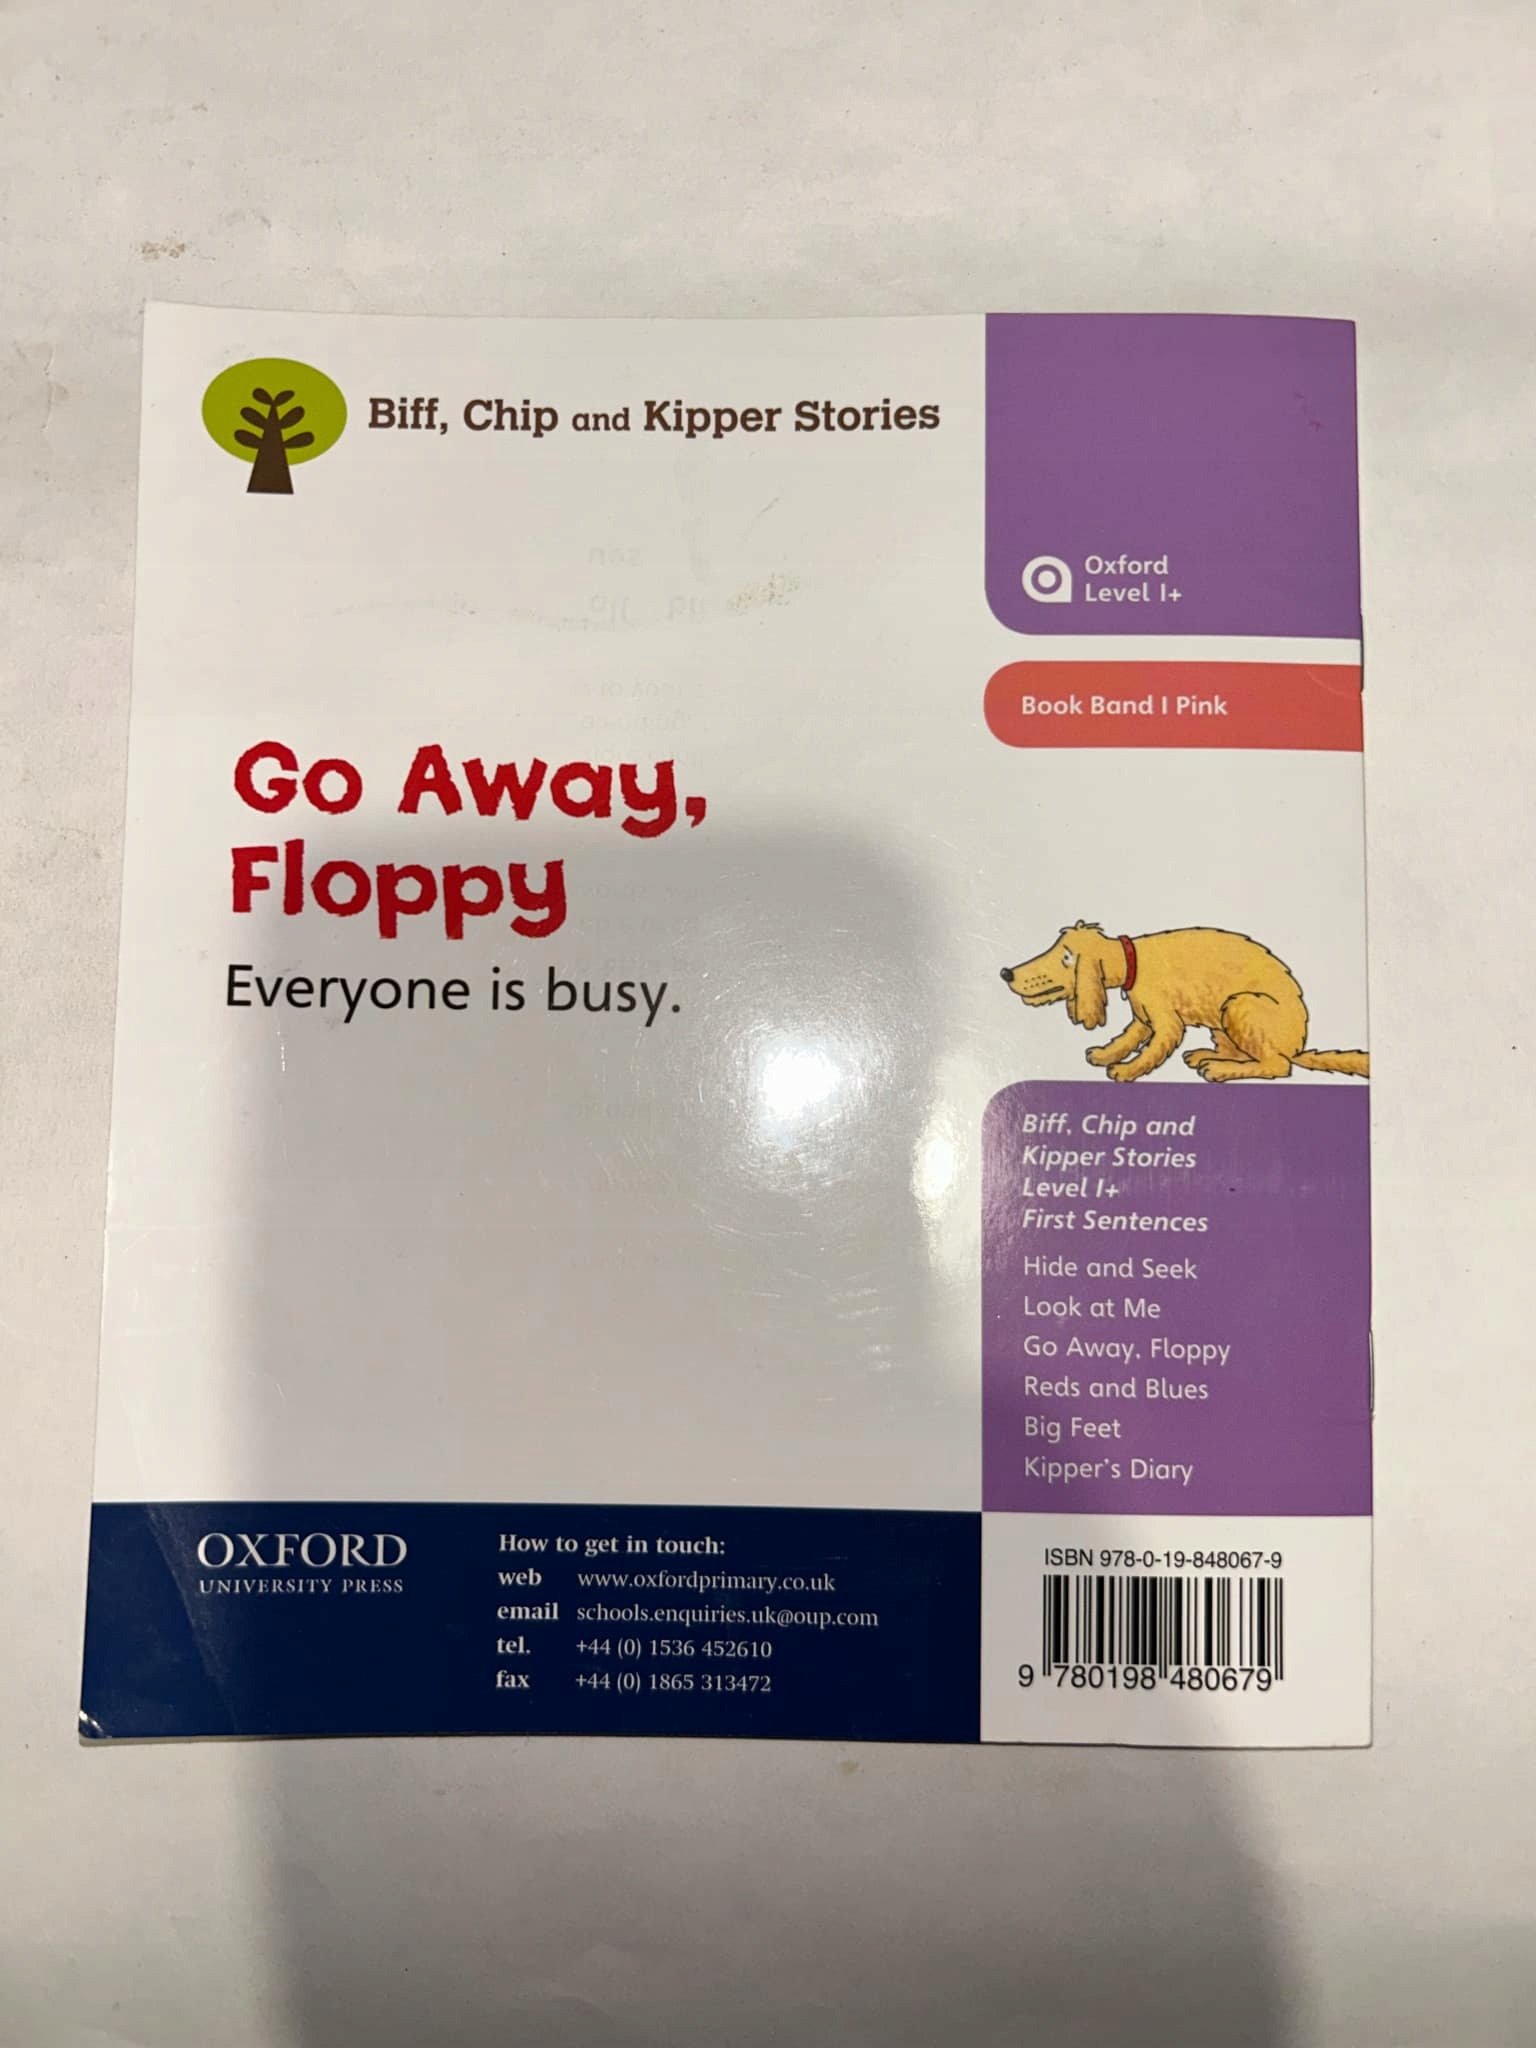 Biff, Chip and Kipper Stories
Oxford
Level 1+
Book Band 1 Pink
Go Away,
Floppy
Everyone is busy.
Biff, Chip and
Kipper Stories
Level 1+
First Sentences
Hide and Seek
Look at Me
Go Away, Floppy
Reds and Blues
Big Feet
Kipper's Diary
OXFORD
UNIVERSITY PRESS
How to get in touch:
web www.oxfordprimary.co.uk
email schools.enquiries.uk@oup.com
tel. +44 (0) 1536 452610
fax +44 (0) 1865 313472
ISBN 978-0-19-848067-9
9 780198 480679